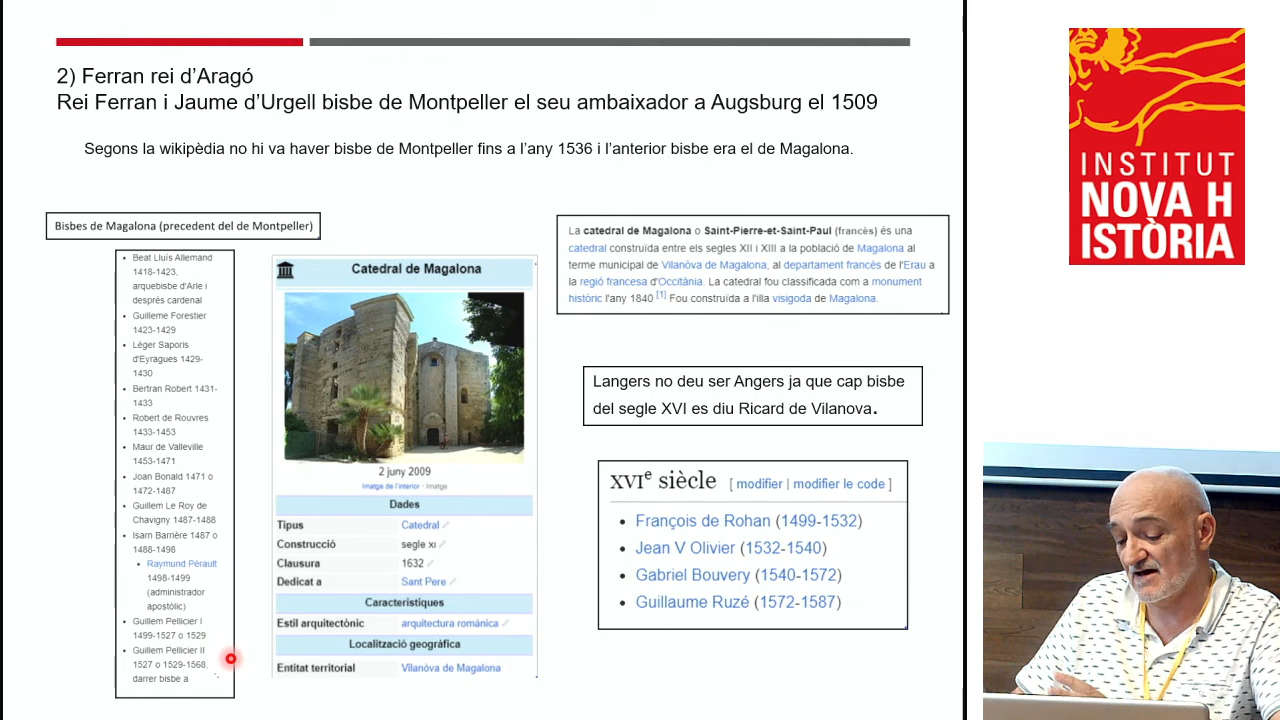 2) Ferran rei d'Aragó
Rei Ferran i Jaume d'Urgell bisbe de Montpeller el seu ambaixador a Augsburg el 1509
Segons la wikipèdia no hi va haver bisbe de Montpeller fins a l'any 1536 i l'anterior bisbe era el de Magalona.
Bisbes de Magalona (precedent del de Montpeller)
Beat Lluís Allemand
1418-1423,
arquebisbe d'Arle i
després cardenal
Guilleme Forestier
1423-1429
Lèger Saporis
d'Eyragues 1429-
1430
Bertran Robert 1431-
1433
Robert de Rouvres
1433-1453
Maur de Valleville
1453-1471
Joan Bonald 1471 o
1472-1487
Guillem Le Roy de
Chavigny 1487-1488
Isarn Barrière 1487 o
1488-1498
Raymund Pérault
1498-1499
(administrador
apostòlic)
Guillem Pellicier I
1499-1527 o 1529
Guillem Pellicier II
1527 o 1529-1568,
darrer bisbe a
Catedral de Magalona
2 juny 2009
Imatge de l'interior · Imatge
Dades
Tipus Catedral
Construcció segle XI
Clausura 1632
Dedicat a Sant Pere
Característiques
Estil arquitectònic arquitectura romànica
Localització geogràfica
Entitat territorial Vilanòva de Magalona
La catedral de Magalona o Saint-Pierre-et-Saint-Paul (francès) és una
catedral construïda entre els segles XII i XIII a la població de Magalona al
terme municipal de Vilanòva de Magalona, al departament francès de l'Erau a
la regió francesa d'Occitània. La catedral fou classificada com a monument
històric l'any 1840 [1] Fou construïda a l'illa visigoda de Magalona.
Langers no deu ser Angers ja que cap bisbe
del segle XVI es diu Ricard de Vilanova.
XVIe siècle [ modifier | modifier le code ]
François de Rohan (1499-1532)
Jean V Olivier (1532-1540)
Gabriel Bouvery (1540-1572)
Guillaume Ruzé (1572-1587)
INSTITUT
NOVA H
ISTÒRIA